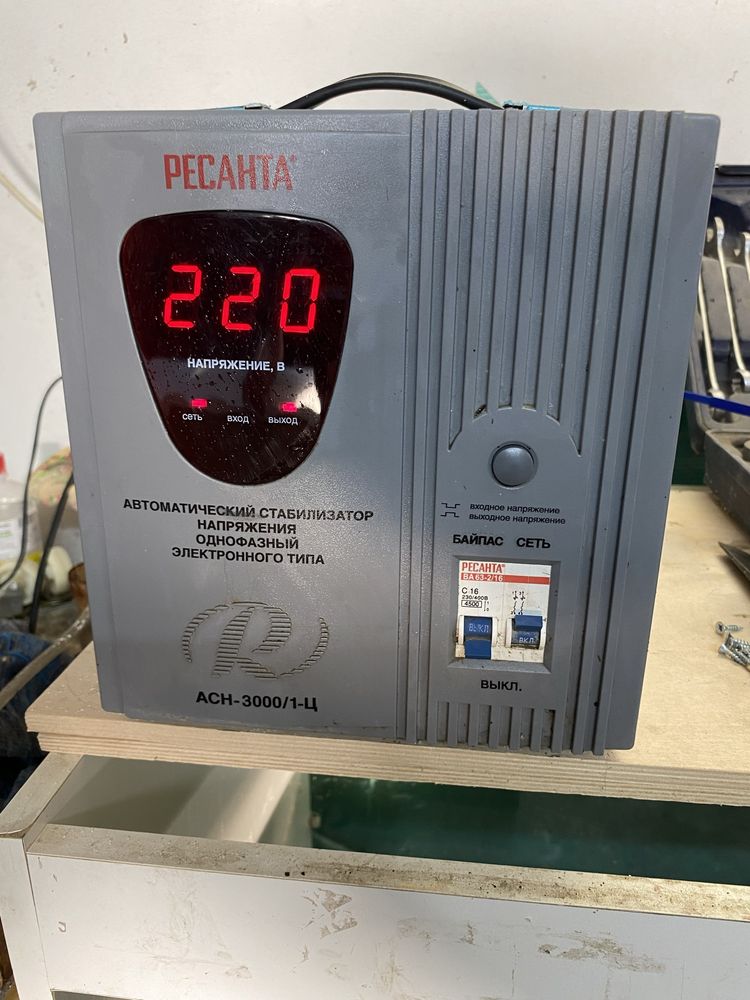 РЕСАНТА®
220
НАПРЯЖЕНИЕ, В
сеть вход выход
АВТОМАТИЧЕСКИЙ СТАБИЛИЗАТОР
НАПРЯЖЕНИЯ
ОДНОФАЗНЫЙ
ЭЛЕКТРОННОГО ТИПА
R
АСН-3000/1-Ц
входное напряжение
выходное напряжение
БАЙПАС СЕТЬ
РЕСАНТА®
ВА 63-2/16
С 16
230/400В
4500
ВЫКЛ
ВКЛ
ВЫКЛ.